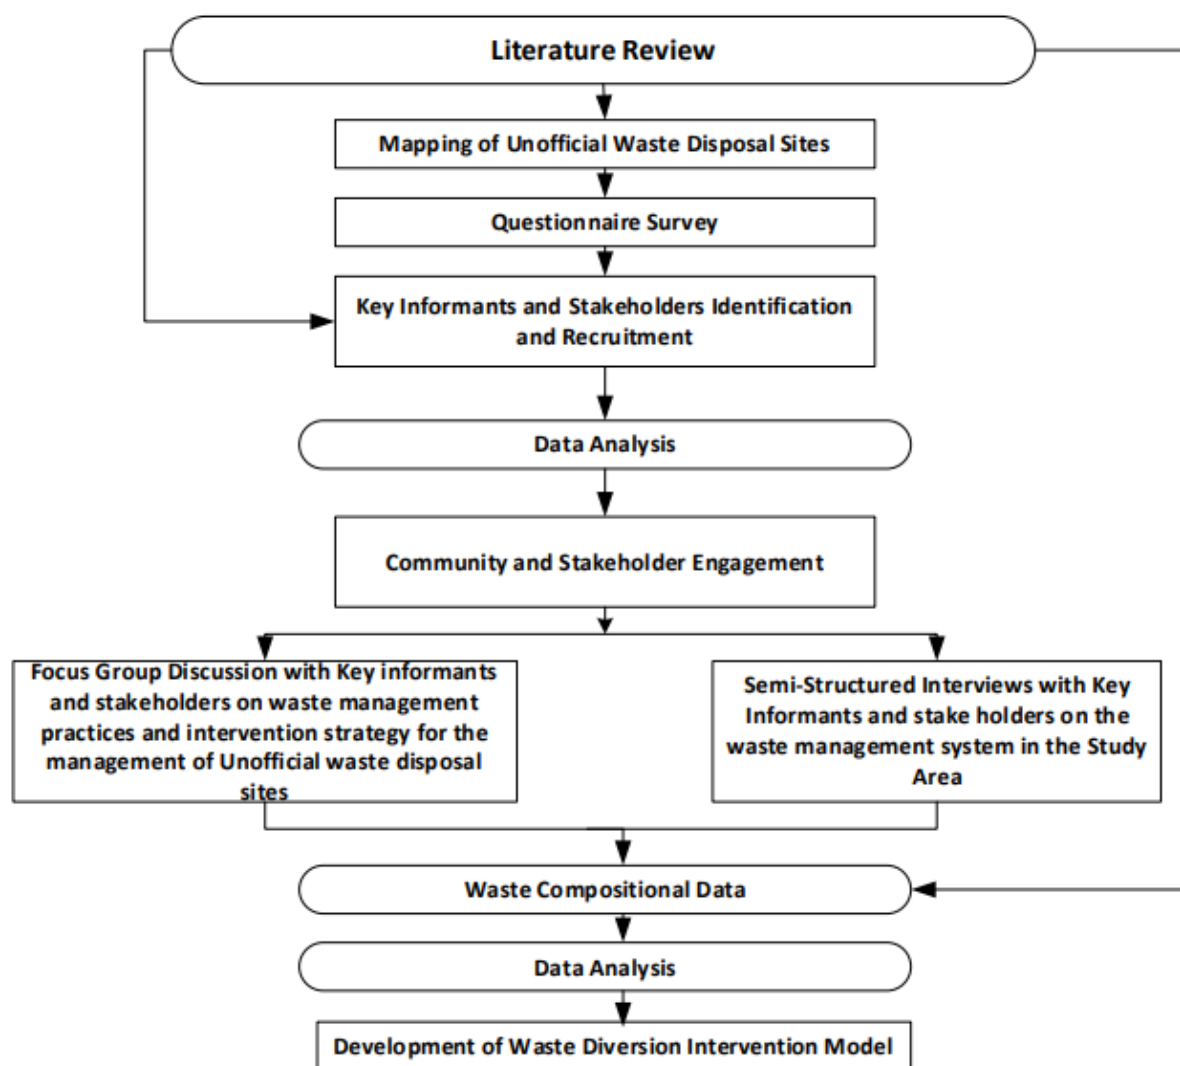 Literature Review
Mapping of Unofficial Waste Disposal Sites
Questionnaire Survey
Key Informants and Stakeholders Identification
and Recruitment
Data Analysis
Community and Stakeholder Engagement
Focus Group Discussion with Key informants
and stakeholders on waste management
practices and intervention strategy for the
management of Unofficial waste disposal
sites
Semi-Structured Interviews with Key
Informants and stake holders on the
waste management system in the Study
Area
Waste Compositional Data
Data Analysis
Development of Waste Diversion Intervention Model